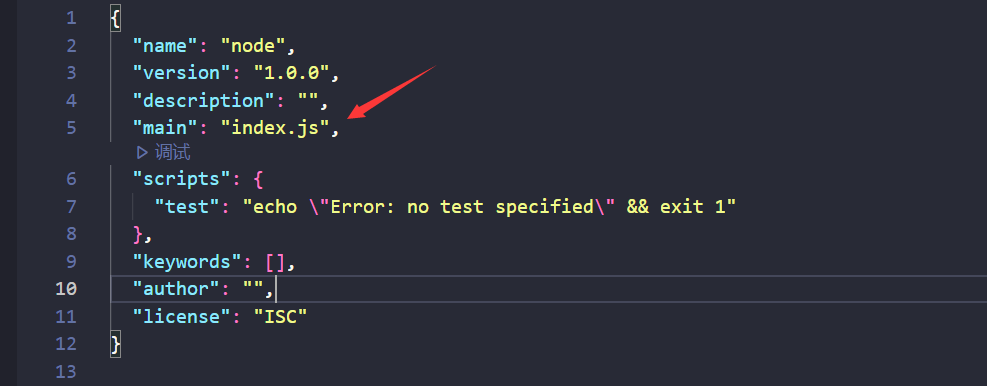 1 {
2 "name": "node",
3 "version": "1.0.0",
4 "description": "",
5 "main": "index.js",
调试
6 "scripts": {
7 "test": "echo \"Error: no test specified\" && exit 1"
8 },
9 "keywords": [],
10 "author": "",
11 "license": "ISC"
12 }
13